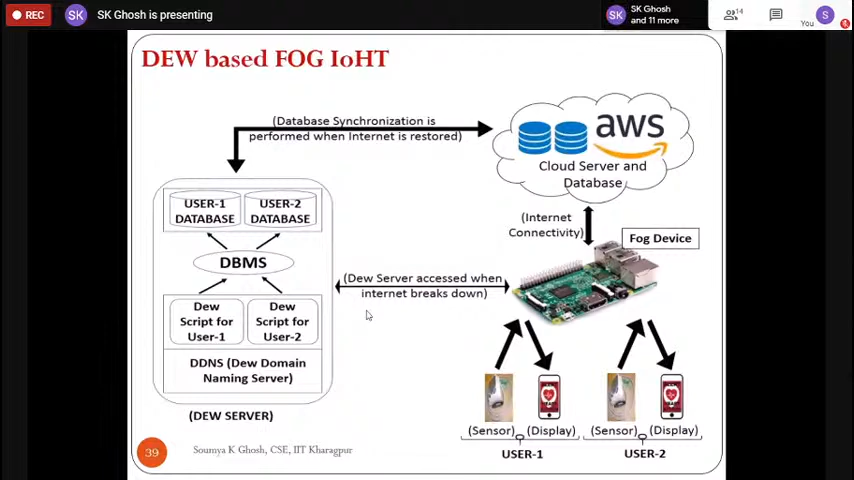 REC
SK
SK Ghosh is presenting
SK
SK Ghosh
and 11 more
14
You
S
DEW based FOG IoHT
(Database Synchronization is
performed when Internet is restored)
aws
Cloud Server and
Database
USER-1
DATABASE
USER-2
DATABASE
DBMS
Dew
Script for
User-1
Dew
Script for
User-2
DDNS (Dew Domain
Naming Server)
(DEW SERVER)
(Internet
Connectivity)
Fog Device
(Dew Server accessed when
internet breaks down)
(Sensor)
(Display)
(Sensor)
(Display)
USER-1
USER-2
39
Soumya K Ghosh, CSE, IIT Kharagpur